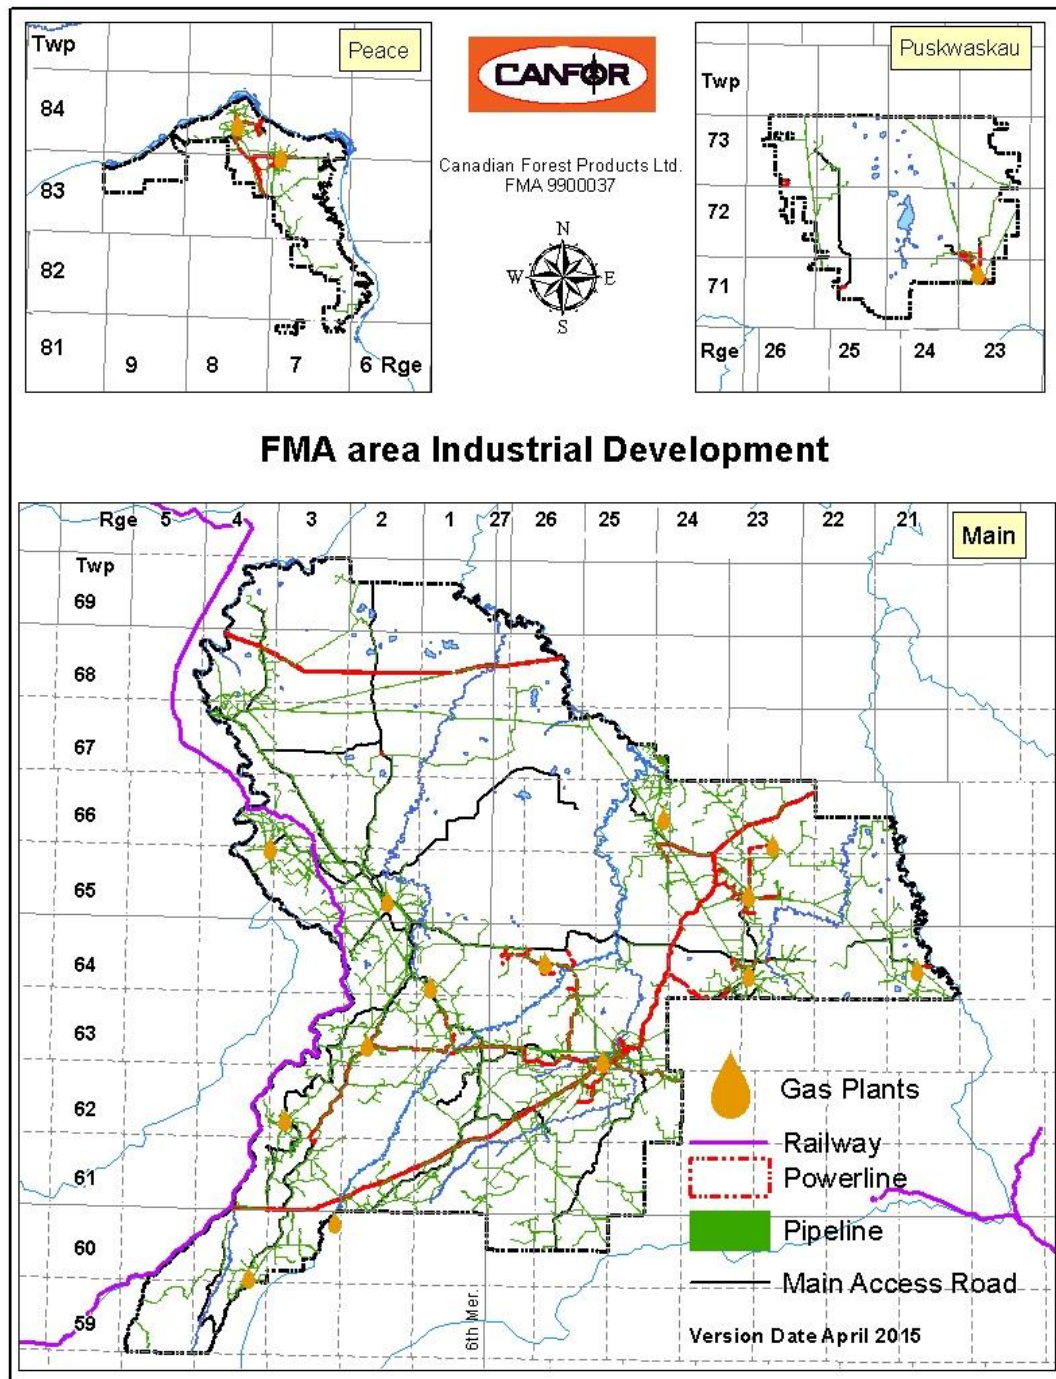 Twp
Peace
84
83
82
81
9 8 7 6 Rge
CANFOR
Canadian Forest Products Ltd.
FMA 9900037
N
W E
S
Puskwaskau
Twp
73
72
71
Rge 26 25 24 23
FMA area Industrial Development
Rge 5 4 3 2 1 27 26 25 24 23 22 21
Main
Twp
69
68
67
66
65
64
63
62
61
60
59
6th Mer.
Gas Plants
Railway
Powerline
Pipeline
Main Access Road
Version Date April 2015